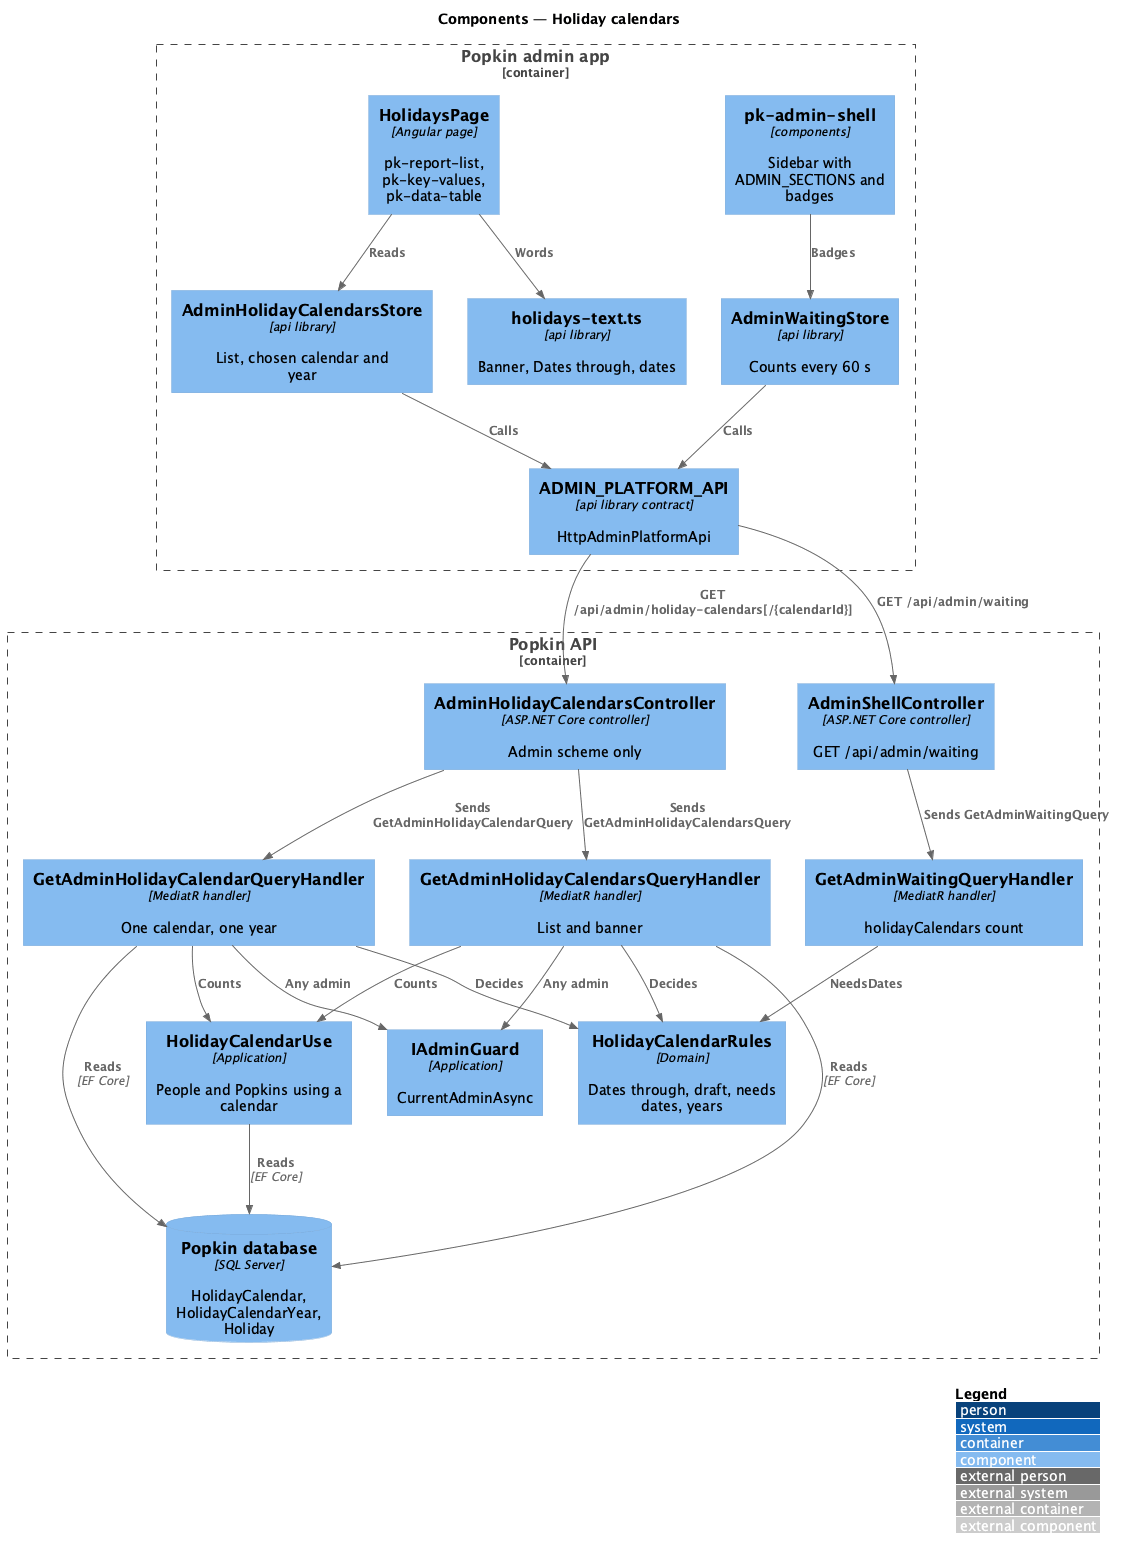 Components — Holiday calendars
Popkin admin app
[container]
HolidaysPage
[Angular page]
pk-report-list,
pk-key-values,
pk-data-table
pk-admin-shell
[components]
Sidebar with
ADMIN_SECTIONS and
badges
Reads
Words
Badges
AdminHolidayCalendarsStore
[api library]
List, chosen calendar and
year
holidays-text.ts
[api library]
Banner, Dates through, dates
AdminWaitingStore
[api library]
Counts every 60 s
Calls
Calls
ADMIN_PLATFORM_API
[api library contract]
HttpAdminPlatformApi
GET
/api/admin/holiday-calendars[/{calendarId}]
GET /api/admin/waiting
Popkin API
[container]
AdminHolidayCalendarsController
[ASP.NET Core controller]
Admin scheme only
AdminShellController
[ASP.NET Core controller]
GET /api/admin/waiting
Sends
GetAdminHolidayCalendarQuery
Sends
GetAdminHolidayCalendarsQuery
Sends GetAdminWaitingQuery
GetAdminHolidayCalendarQueryHandler
[MediatR handler]
One calendar, one year
GetAdminHolidayCalendarsQueryHandler
[MediatR handler]
List and banner
GetAdminWaitingQueryHandler
[MediatR handler]
holidayCalendars count
Counts
Any admin
Counts
Decides
Any admin
Decides
NeedsDates
Reads
[EF Core]
HolidayCalendarUse
[Application]
People and Popkins using a
calendar
IAdminGuard
[Application]
CurrentAdminAsync
HolidayCalendarRules
[Domain]
Dates through, draft, needs
dates, years
Reads
[EF Core]
Reads
[EF Core]
Popkin database
[SQL Server]
HolidayCalendar,
HolidayCalendarYear,
Holiday
Legend
person
system
container
component
external person
external system
external container
external component